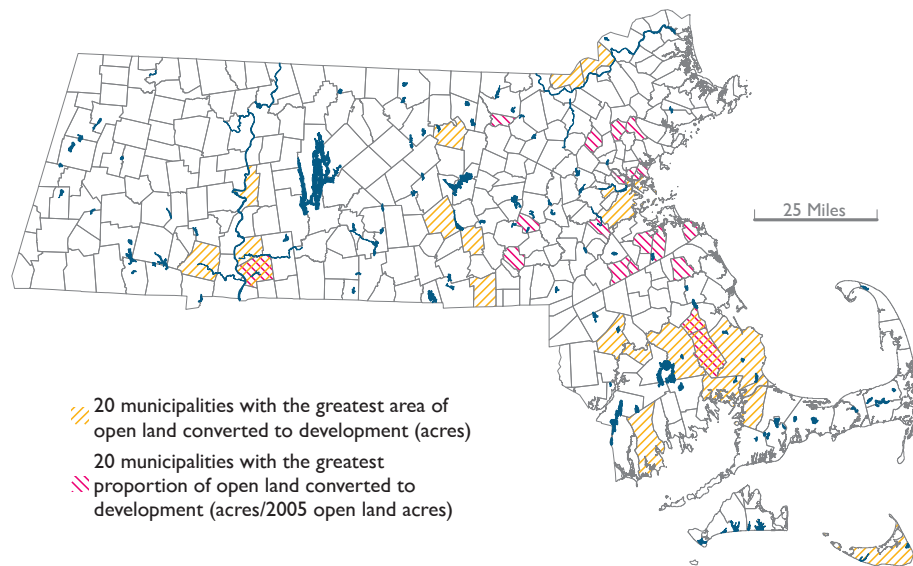 25 Miles
20 municipalities with the greatest area of
open land converted to development (acres)
20 municipalities with the greatest
proportion of open land converted to
development (acres/2005 open land acres)